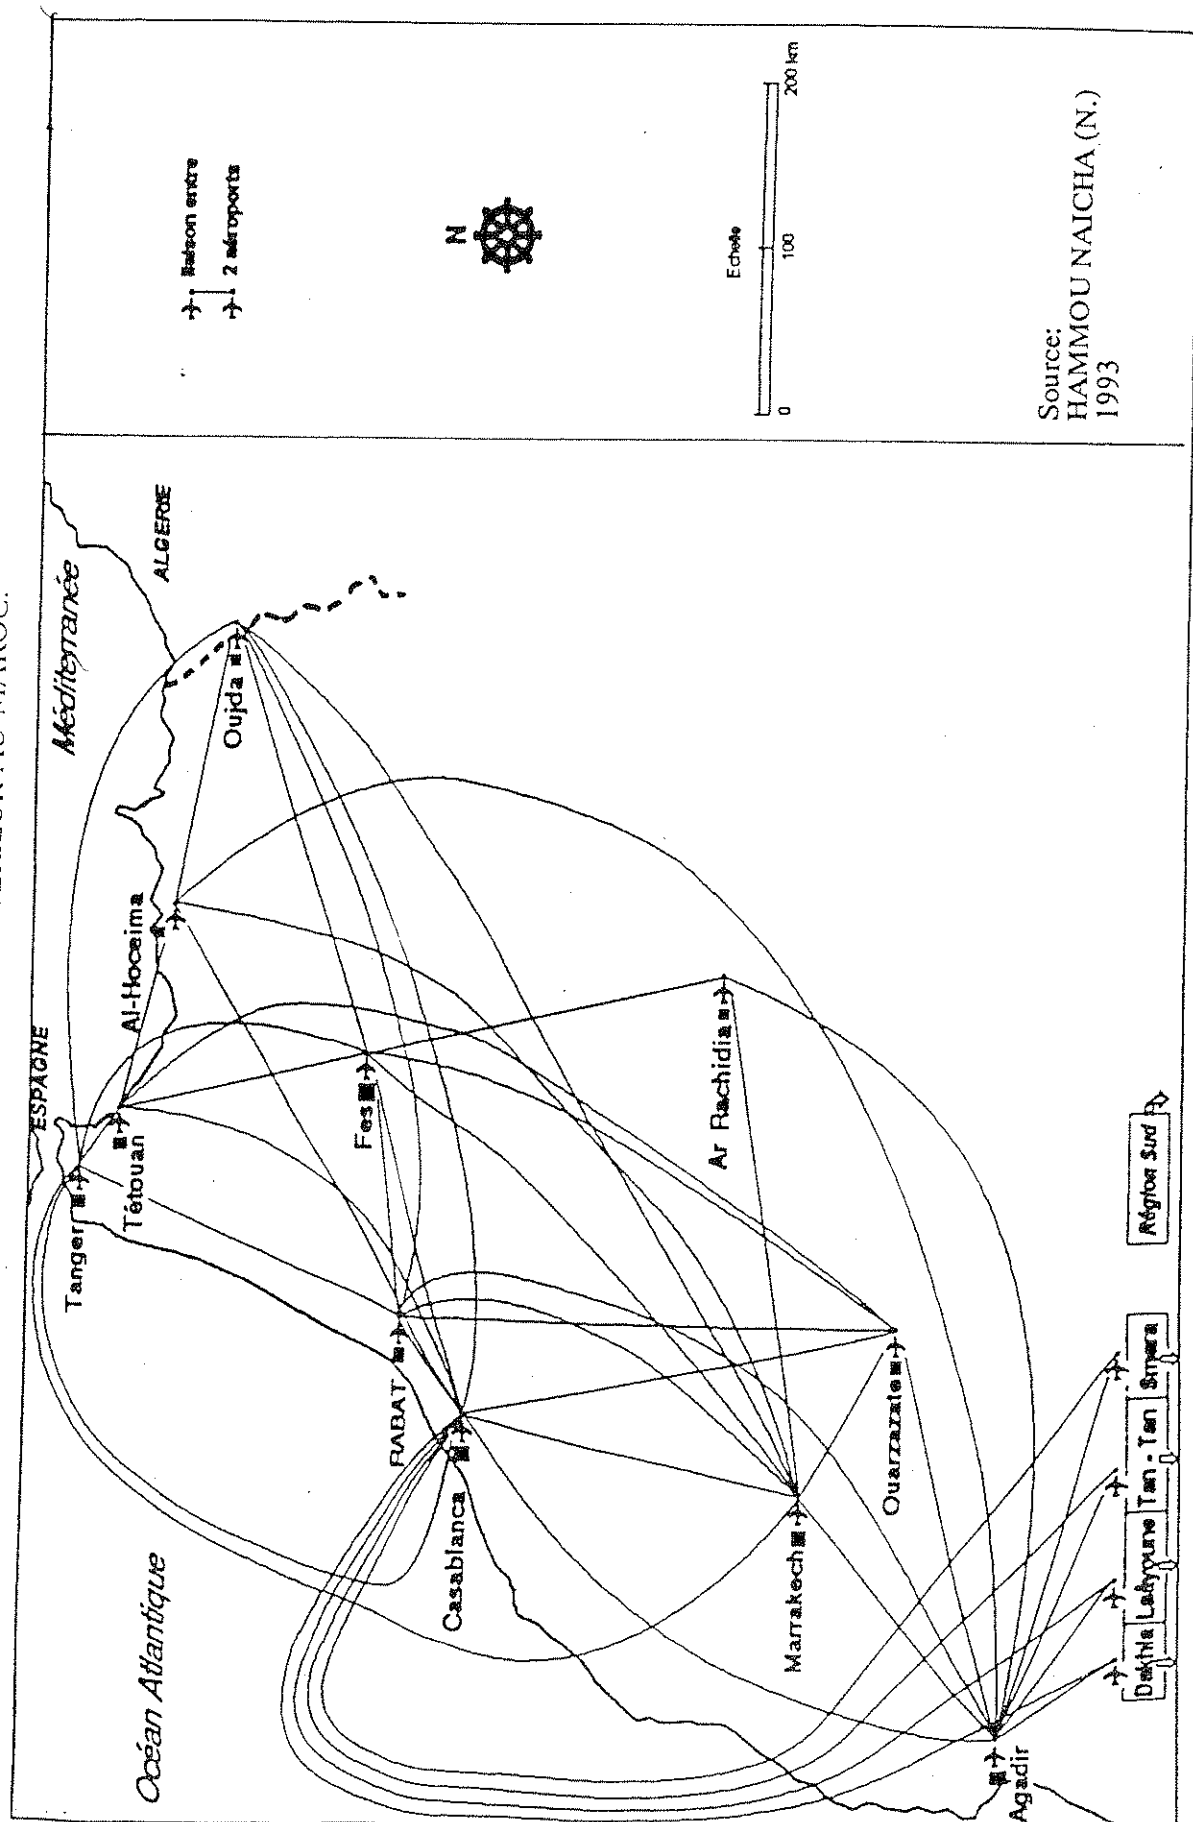 Méditerranée
ALGERIE
ESPAGNE
Océan Atlantique
Tanger
Tétouan
Al-Hoceima
Oujda
Fes
RABAT
Casablanca
Ar Rachidia
Marrakech
Ouarzazate
Agadir
Dakhla
Laâyoune
Tan - Tan
Smara
Région Sud
liaison entre
2 aéroports
N
Echelle
0
100
200 km
Source:
HAMMOU NAICHA (N.)
1993